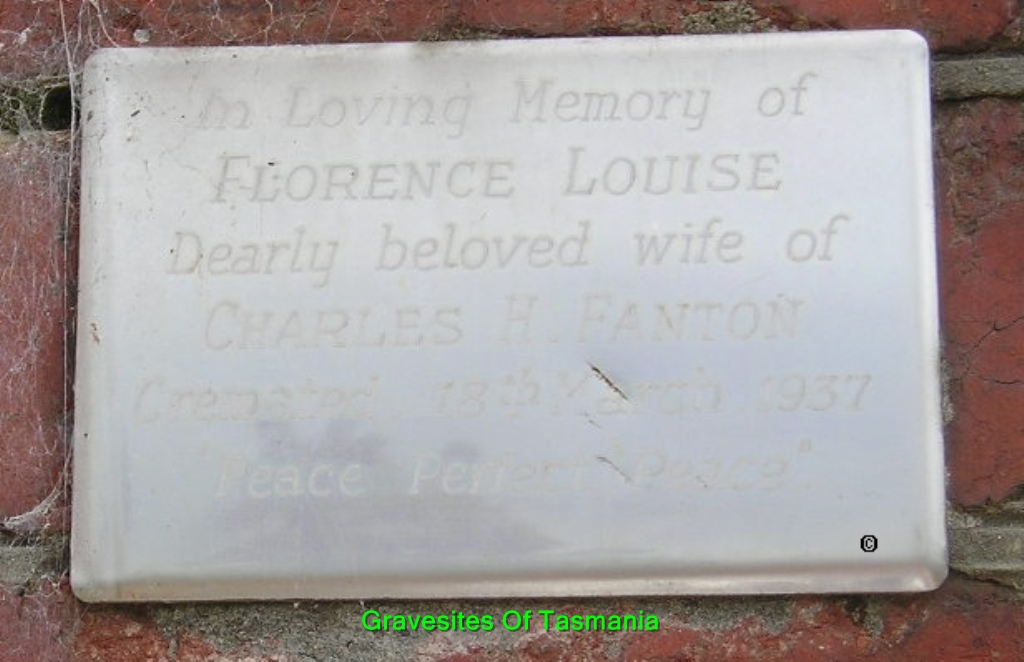 In Loving Memory of
FLORENCE LOUISE
Dearly beloved wife of
CHARLES H. FANTON
Cremated 18th March 1937
"Peace Perfect Peace".
©
Gravesites Of Tasmania